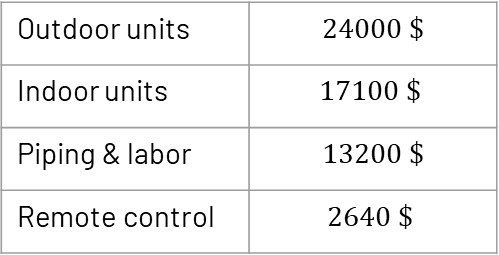 Outdoor units 24000 $
Indoor units 17100 $
Piping & labor 13200 $
Remote control 2640 $